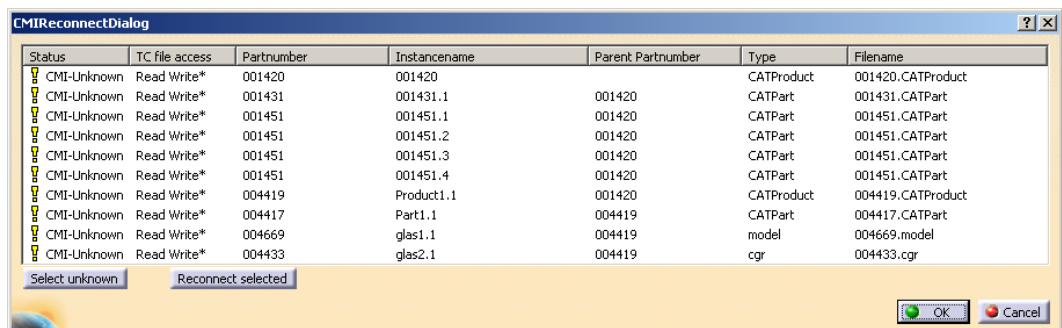 CMIReconnectDialog
Status TC file access Partnumber Instancename Parent Partnumber Type Filename
CMI-Unknown Read Write* 001420 001420 CATProduct 001420.CATProduct
CMI-Unknown Read Write* 001431 001431.1 001420 CATPart 001431.CATPart
CMI-Unknown Read Write* 001451 001451.1 001420 CATPart 001451.CATPart
CMI-Unknown Read Write* 001451 001451.2 001420 CATPart 001451.CATPart
CMI-Unknown Read Write* 001451 001451.3 001420 CATPart 001451.CATPart
CMI-Unknown Read Write* 001451 001451.4 001420 CATPart 001451.CATPart
CMI-Unknown Read Write* 004419 Product1.1 001420 CATProduct 004419.CATProduct
CMI-Unknown Read Write* 004417 Part1.1 004419 CATPart 004417.CATPart
CMI-Unknown Read Write* 004669 glas1.1 004419 model 004669.model
CMI-Unknown Read Write* 004433 glas2.1 004419 cgr 004433.cgr
Select unknown Reconnect selected
OK Cancel